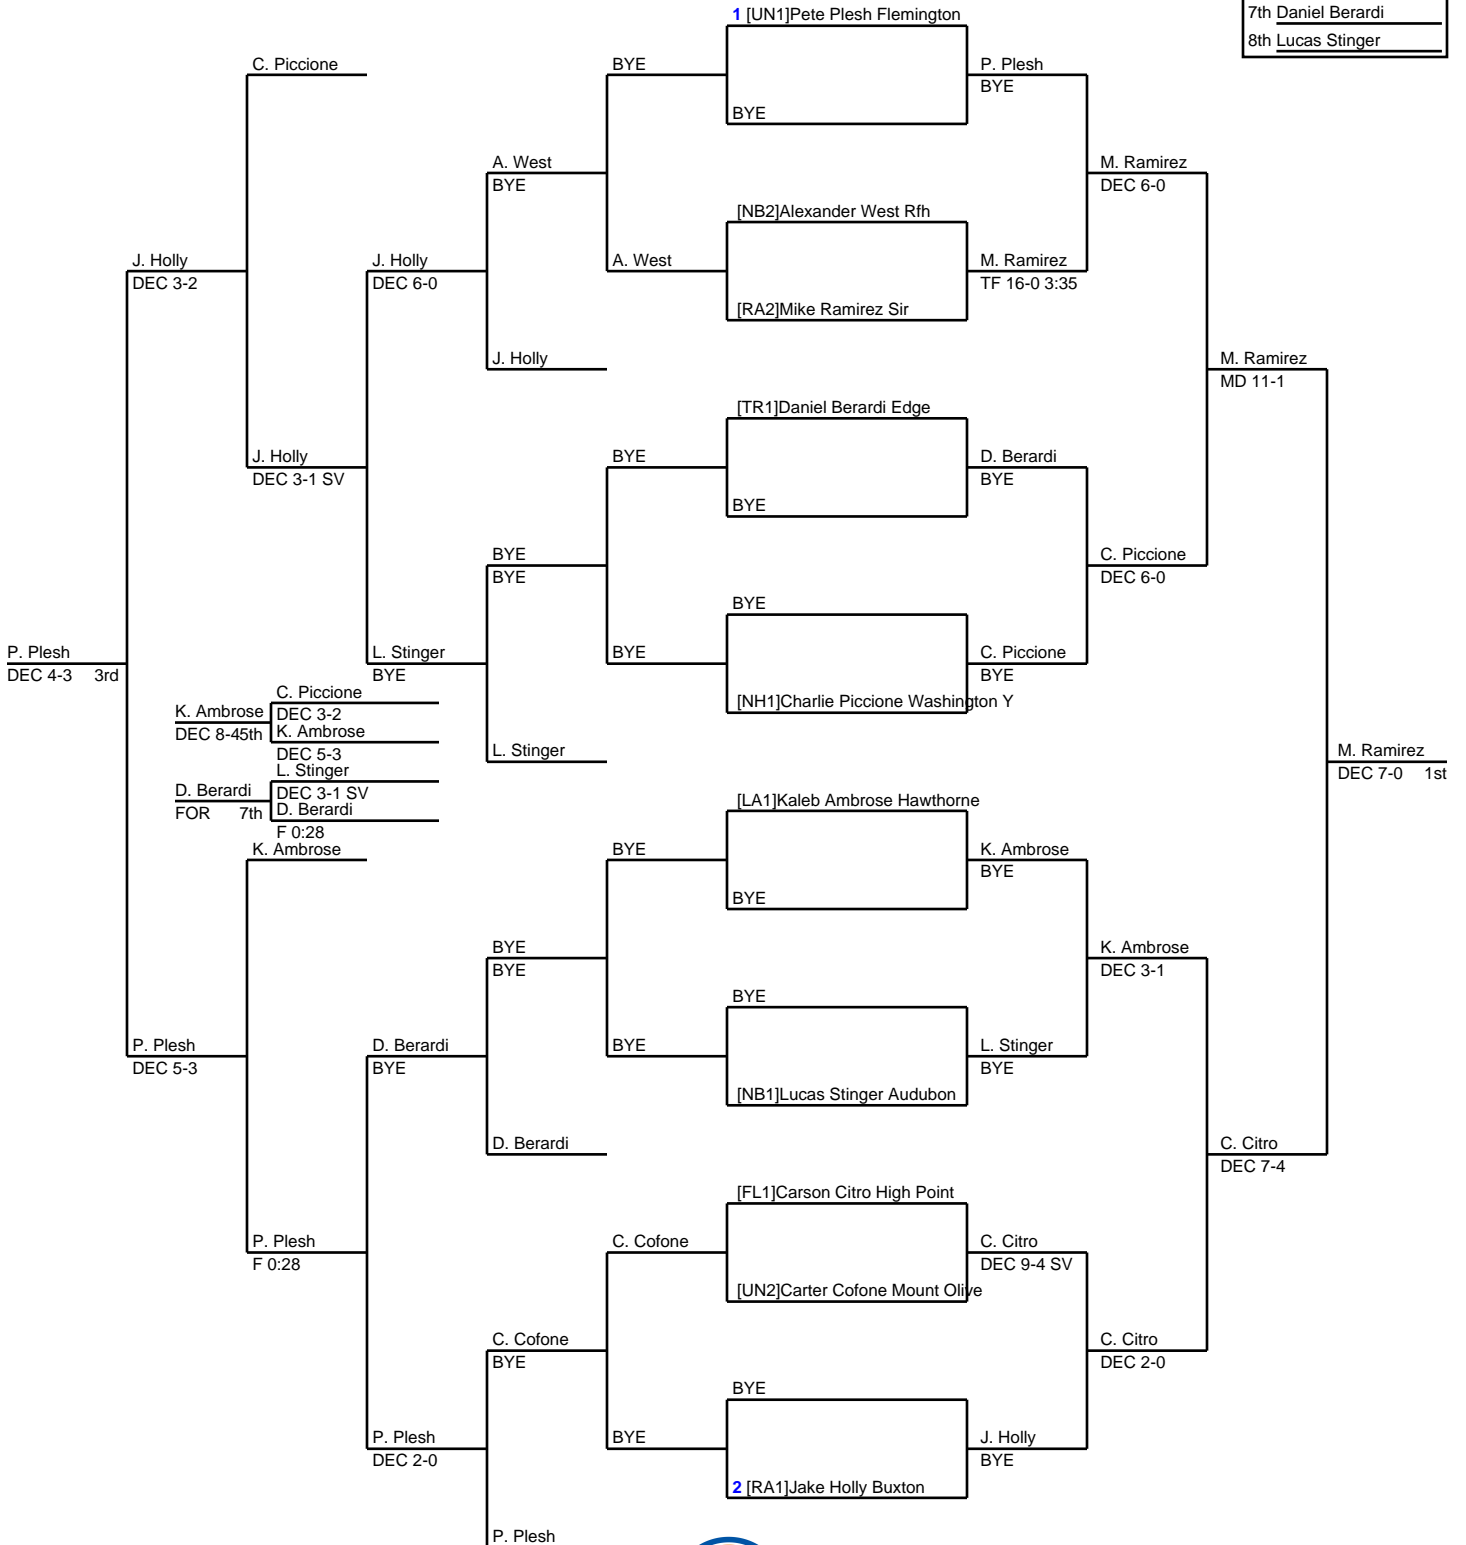 1 [UN1]Pete Plesh Flemington
7th Daniel Berardi
8th Lucas Stinger
C. Piccione
BYE
P. Plesh
BYE
BYE
A. West
BYE
M. Ramirez
DEC 6-0
[NB2]Alexander West Rfh
J. Holly
DEC 3-2
J. Holly
DEC 6-0
A. West
M. Ramirez
TF 16-0 3:35
[RA2]Mike Ramirez Sir
J. Holly
M. Ramirez
MD 11-1
[TR1]Daniel Berardi Edge
J. Holly
DEC 3-1 SV
BYE
D. Berardi
BYE
BYE
BYE
BYE
C. Piccione
DEC 6-0
BYE
P. Plesh
DEC 4-3 3rd
L. Stinger
BYE
BYE
C. Piccione
BYE
[NH1]Charlie Piccione Washington Y
C. Piccione
DEC 3-2
K. Ambrose
DEC 8-45th
K. Ambrose
DEC 5-3
L. Stinger
M. Ramirez
DEC 7-0 1st
L. Stinger
DEC 3-1 SV
D. Berardi
FOR 7th
D. Berardi
F 0:28
[LA1]Kaleb Ambrose Hawthorne
K. Ambrose
BYE
K. Ambrose
BYE
BYE
BYE
BYE
K. Ambrose
DEC 3-1
BYE
P. Plesh
DEC 5-3
D. Berardi
BYE
BYE
L. Stinger
BYE
[NB1]Lucas Stinger Audubon
D. Berardi
C. Citro
DEC 7-4
[FL1]Carson Citro High Point
P. Plesh
F 0:28
C. Cofone
C. Citro
DEC 9-4 SV
[UN2]Carter Cofone Mount Olive
C. Cofone
BYE
C. Citro
DEC 2-0
BYE
P. Plesh
DEC 2-0
BYE
J. Holly
BYE
2 [RA1]Jake Holly Buxton
P. Plesh